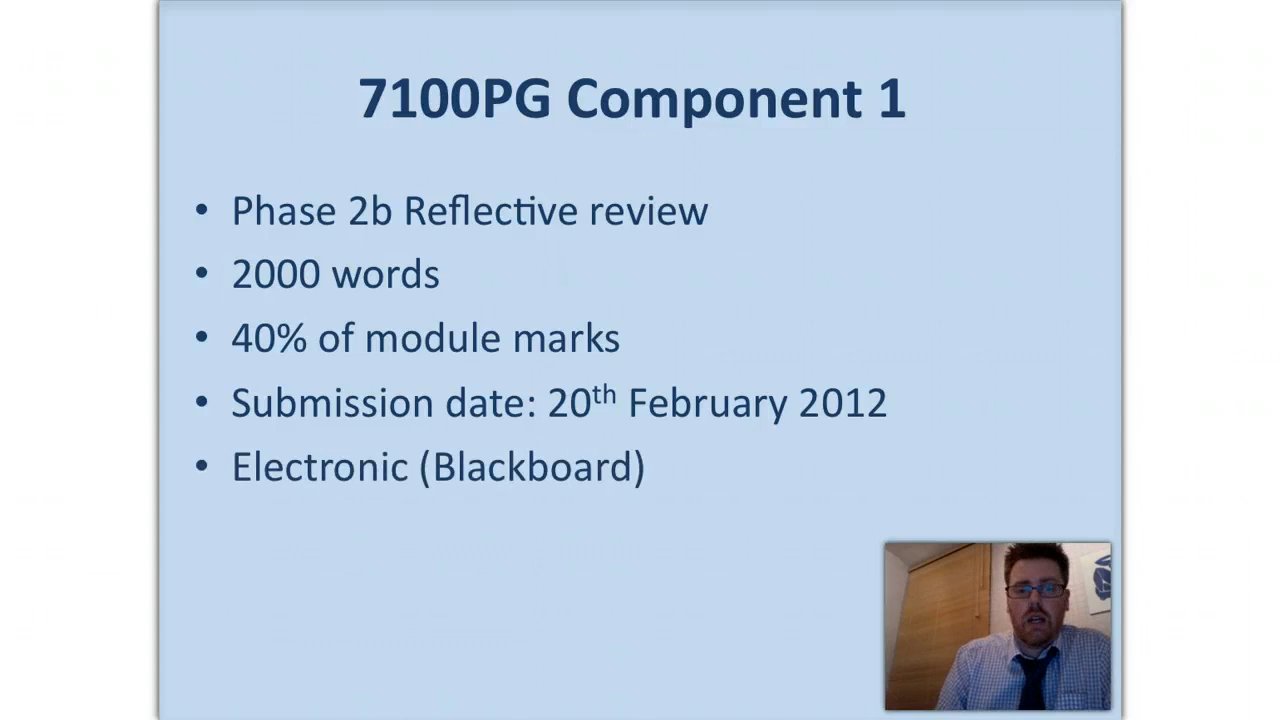 7100PG Component 1
• Phase 2b Reflective review
• 2000 words
• 40% of module marks
• Submission date: 20th February 2012
• Electronic (Blackboard)